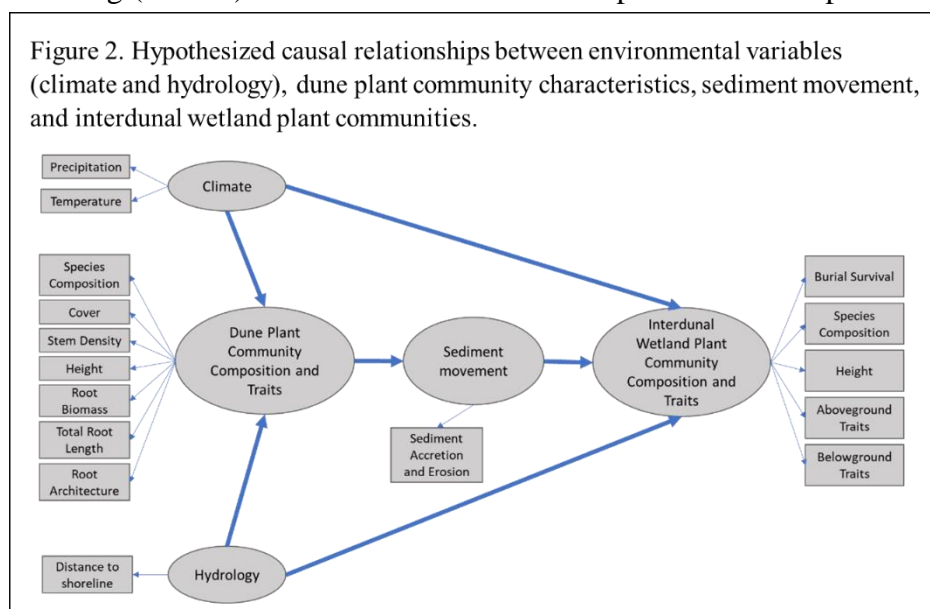 Figure 2. Hypothesized causal relationships between environmental variables
(climate and hydrology), dune plant community characteristics, sediment movement,
and interdunal wetland plant communities.
Precipitation
Temperature
Climate
Species
Composition
Cover
Stem Density
Height
Root
Biomass
Total Root
Length
Root
Architecture
Dune Plant
Community
Composition and
Traits
Sediment
movement
Sediment
Accretion
and Erosion
Interdunal
Wetland Plant
Community
Composition and
Traits
Burial Survival
Species
Composition
Height
Aboveground
Traits
Belowground
Traits
Distance to
shoreline
Hydrology